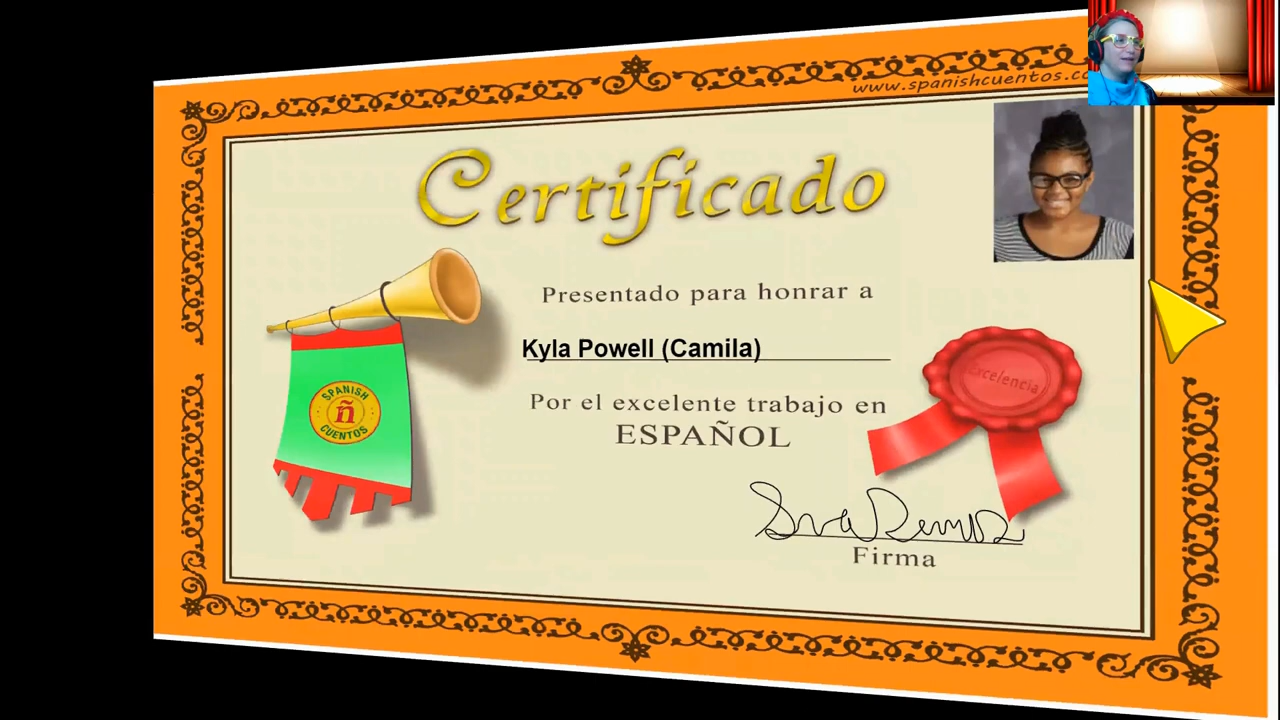 www.spanishcuentos.co
Certificado
Presentado para honrar a
Kyla Powell (Camila)
Por el excelente trabajo en
ESPAÑOL
SPANISH
ñ
CUENTOS
Excelencia
Firma